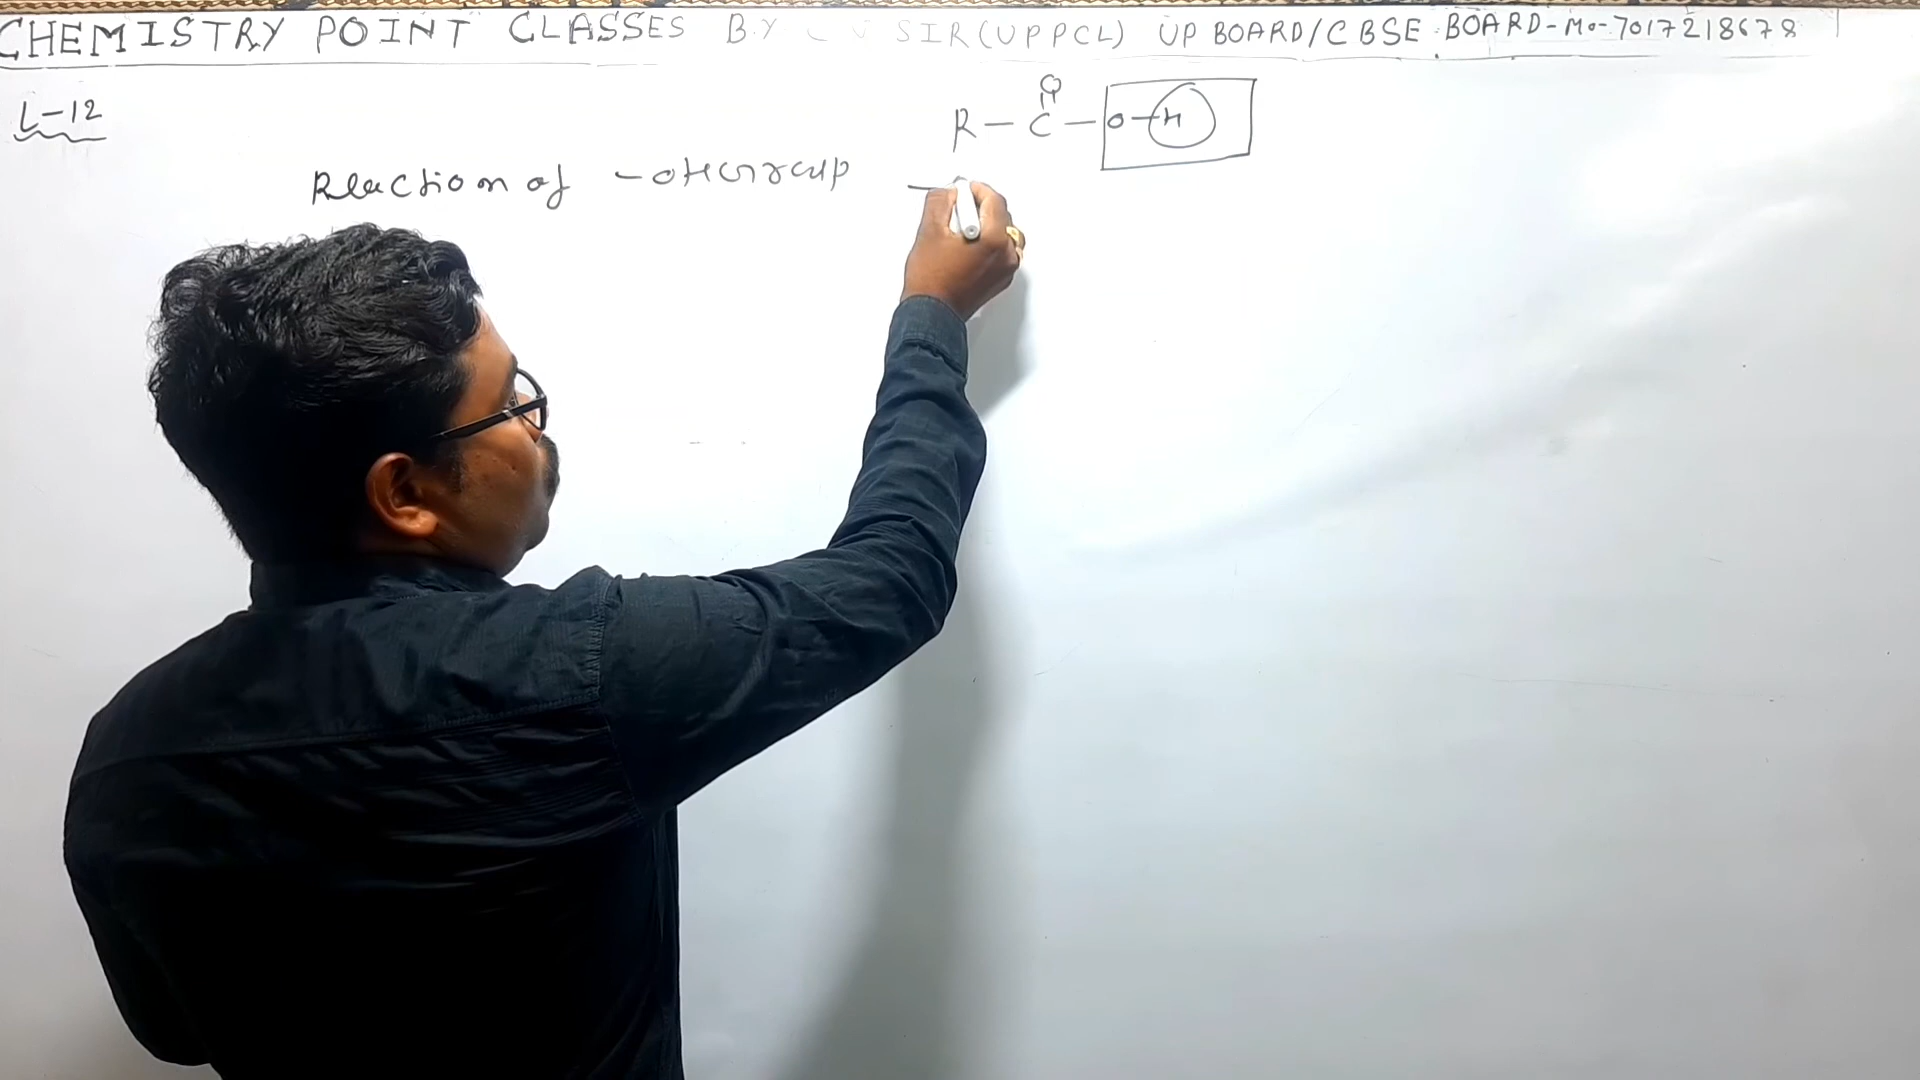 CHEMISTRY POINT CLASSES BY SIR (UPPCL) UP BOARD/CBSE BOARD - Mo-7017218678
L-12
O
R - C - O-H
Reaction of -OH Group